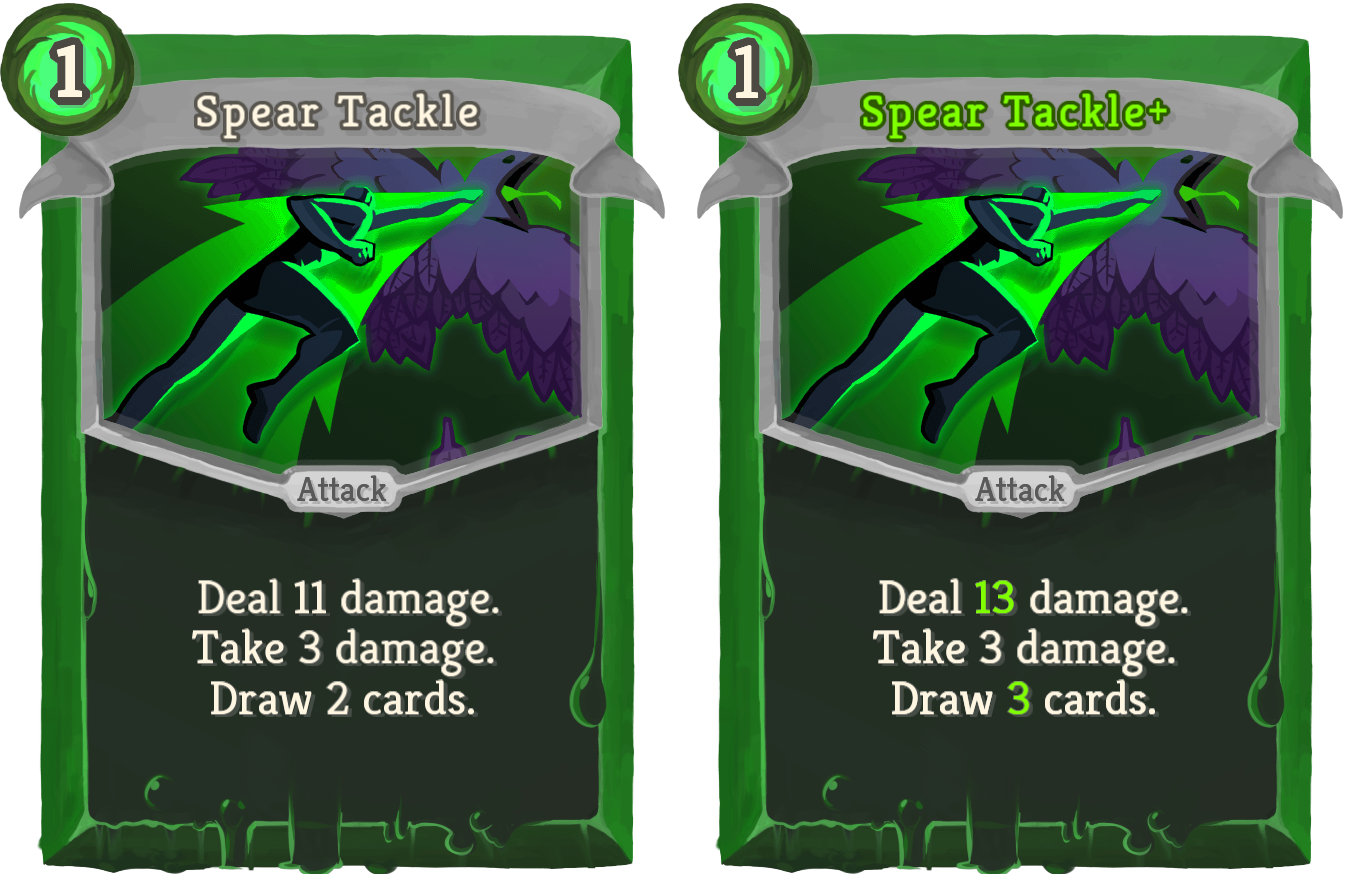 1
Spear Tackle
Attack
Deal 11 damage.
Take 3 damage.
Draw 2 cards.
1
Spear Tackle+
Attack
Deal 13 damage.
Take 3 damage.
Draw 3 cards.